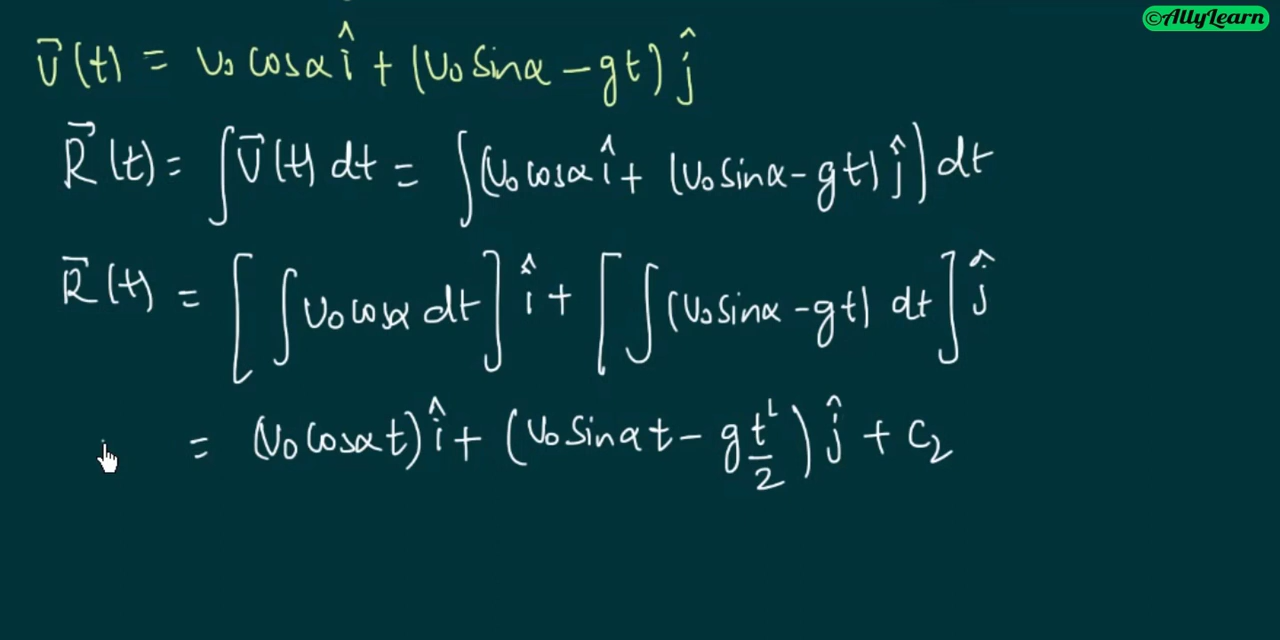 ©AllyLearn
v⃗(t) = v₀ cosα î + (v₀ sinα − gt) ĵ
R⃗(t) = ∫ v⃗(t) dt = ∫(v₀ cosα î + (v₀ sinα − gt) ĵ) dt
R⃗(t) = [∫ v₀ cosα dt] î + [∫(v₀ sinα − gt) dt] ĵ
= (v₀ cosα t) î + (v₀ sinα t − g t²/2) ĵ + c₂